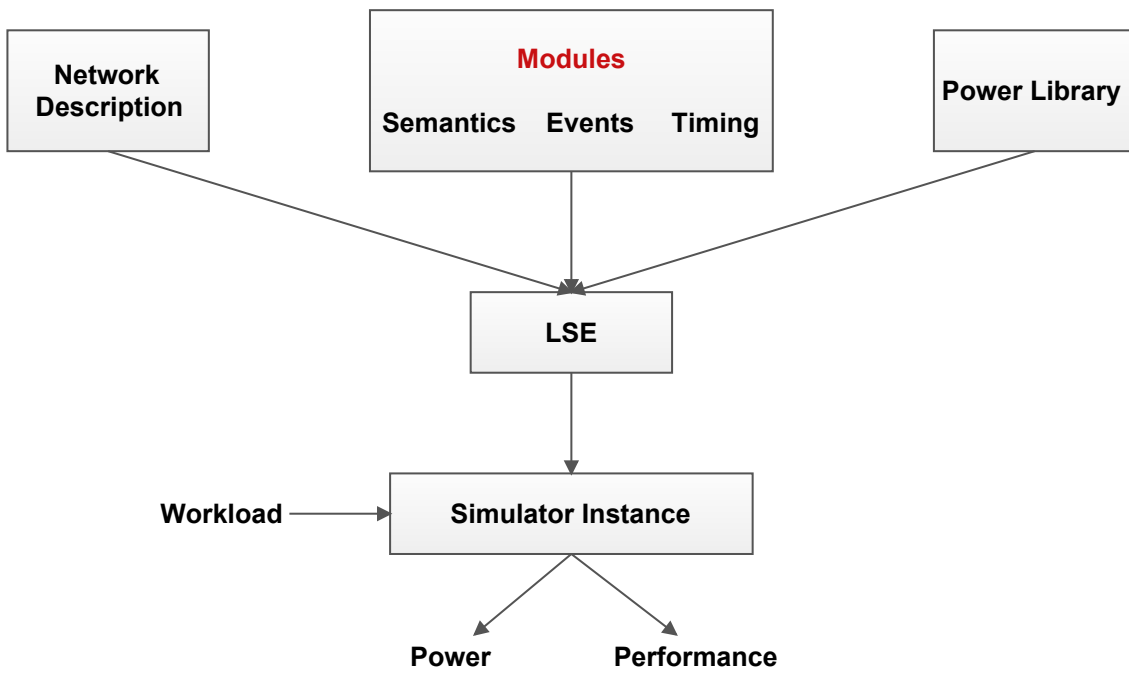 Network
Description
Modules
Semantics Events Timing
Power Library
LSE
Workload
Simulator Instance
Power
Performance